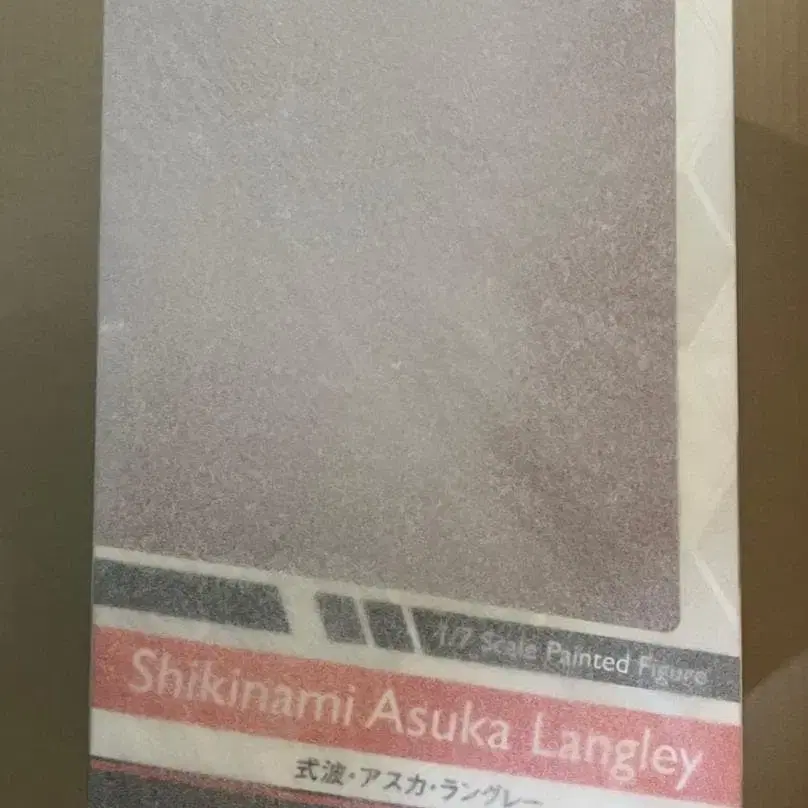 1/7 Scale Painted Figure
Shikinami Asuka Langley
式波・アスカ・ラングレー